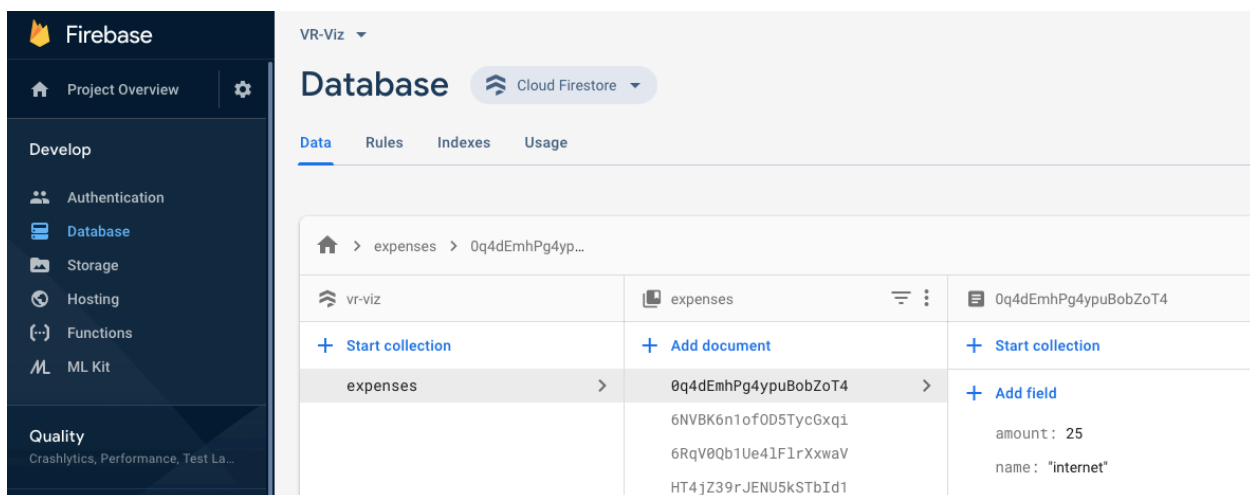 Firebase
Project Overview
Develop
Authentication
Database
Storage
Hosting
Functions
ML Kit
Quality
Crashlytics, Performance, Test La...
VR-Viz
Database
Cloud Firestore
Data Rules Indexes Usage
expenses > 0q4dEmhPg4yp...
vr-viz
Start collection
expenses
expenses
Add document
0q4dEmhPg4ypuBobZoT4
6NVBK6n1ofOD5TycGxqi
6RqV0Qb1Ue4lFlrXxwaV
HT4jZ39rJENU5kSTbId1
0q4dEmhPg4ypuBobZoT4
Start collection
Add field
amount: 25
name: "internet"